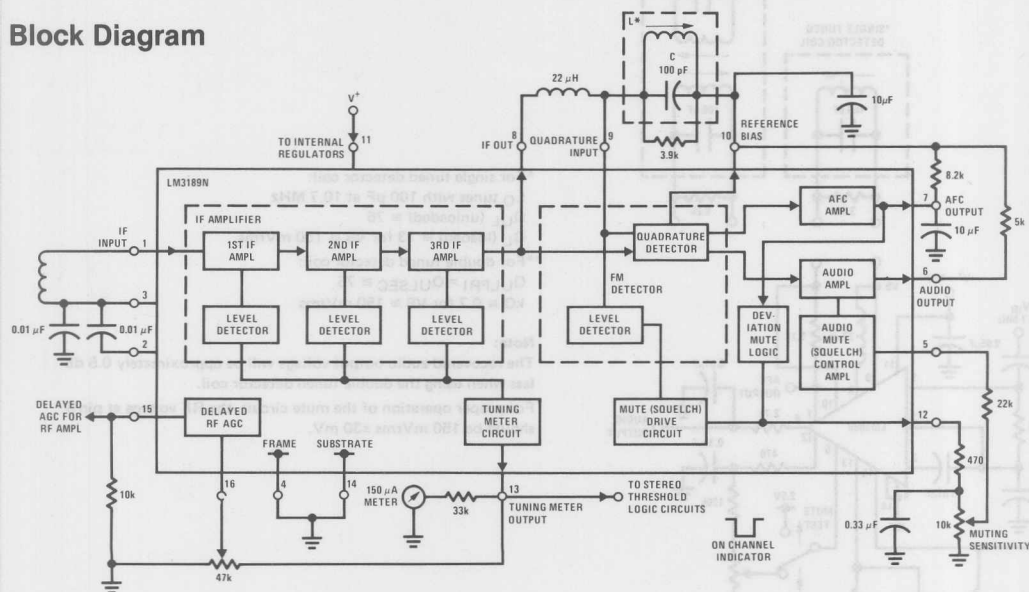 Block Diagram
L*
C
100 pF
22 μH
3.9k
10μF
V+
TO INTERNAL
REGULATORS
11
8
IF OUT
QUADRATURE
INPUT
9
10
REFERENCE
BIAS
8.2k
7
AFC
OUTPUT
10 μF
5k
LM3189N
IF AMPLIFIER
IF
INPUT
1
1ST IF
AMPL
2ND IF
AMPL
3RD IF
AMPL
QUADRATURE
DETECTOR
AFC
AMPL
FM
DETECTOR
AUDIO
AMPL
6
AUDIO
OUTPUT
3
0.01 μF
0.01 μF
2
LEVEL
DETECTOR
LEVEL
DETECTOR
LEVEL
DETECTOR
LEVEL
DETECTOR
DEV-
IATION
MUTE
LOGIC
AUDIO
MUTE
(SQUELCH)
CONTROL
AMPL
5
22k
DELAYED
AGC FOR
RF AMPL
15
DELAYED
RF AGC
FRAME
SUBSTRATE
TUNING
METER
CIRCUIT
MUTE (SQUELCH)
DRIVE
CIRCUIT
12
470
10k
16
4
14
150 μA
METER
33k
13
TUNING METER
OUTPUT
TO STEREO
THRESHOLD
LOGIC CIRCUITS
ON CHANNEL
INDICATOR
0.33 μF
10k
MUTING
SENSITIVITY
47k